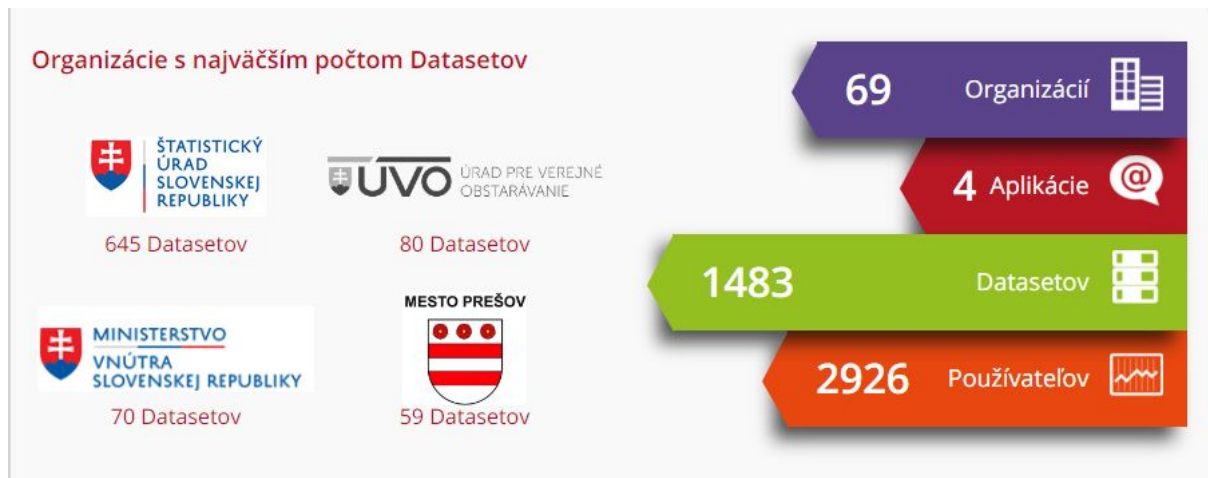 Organizácie s najväčším počtom Datasetov
ŠTATISTICKÝ
ÚRAD
SLOVENSKEJ
REPUBLIKY
645 Datasetov
ÚVO ÚRAD PRE VEREJNÉ
OBSTARÁVANIE
80 Datasetov
MINISTERSTVO
VNÚTRA
SLOVENSKEJ REPUBLIKY
70 Datasetov
MESTO PREŠOV
59 Datasetov
69 Organizácií
4 Aplikácie
1483 Datasetov
2926 Používateľov